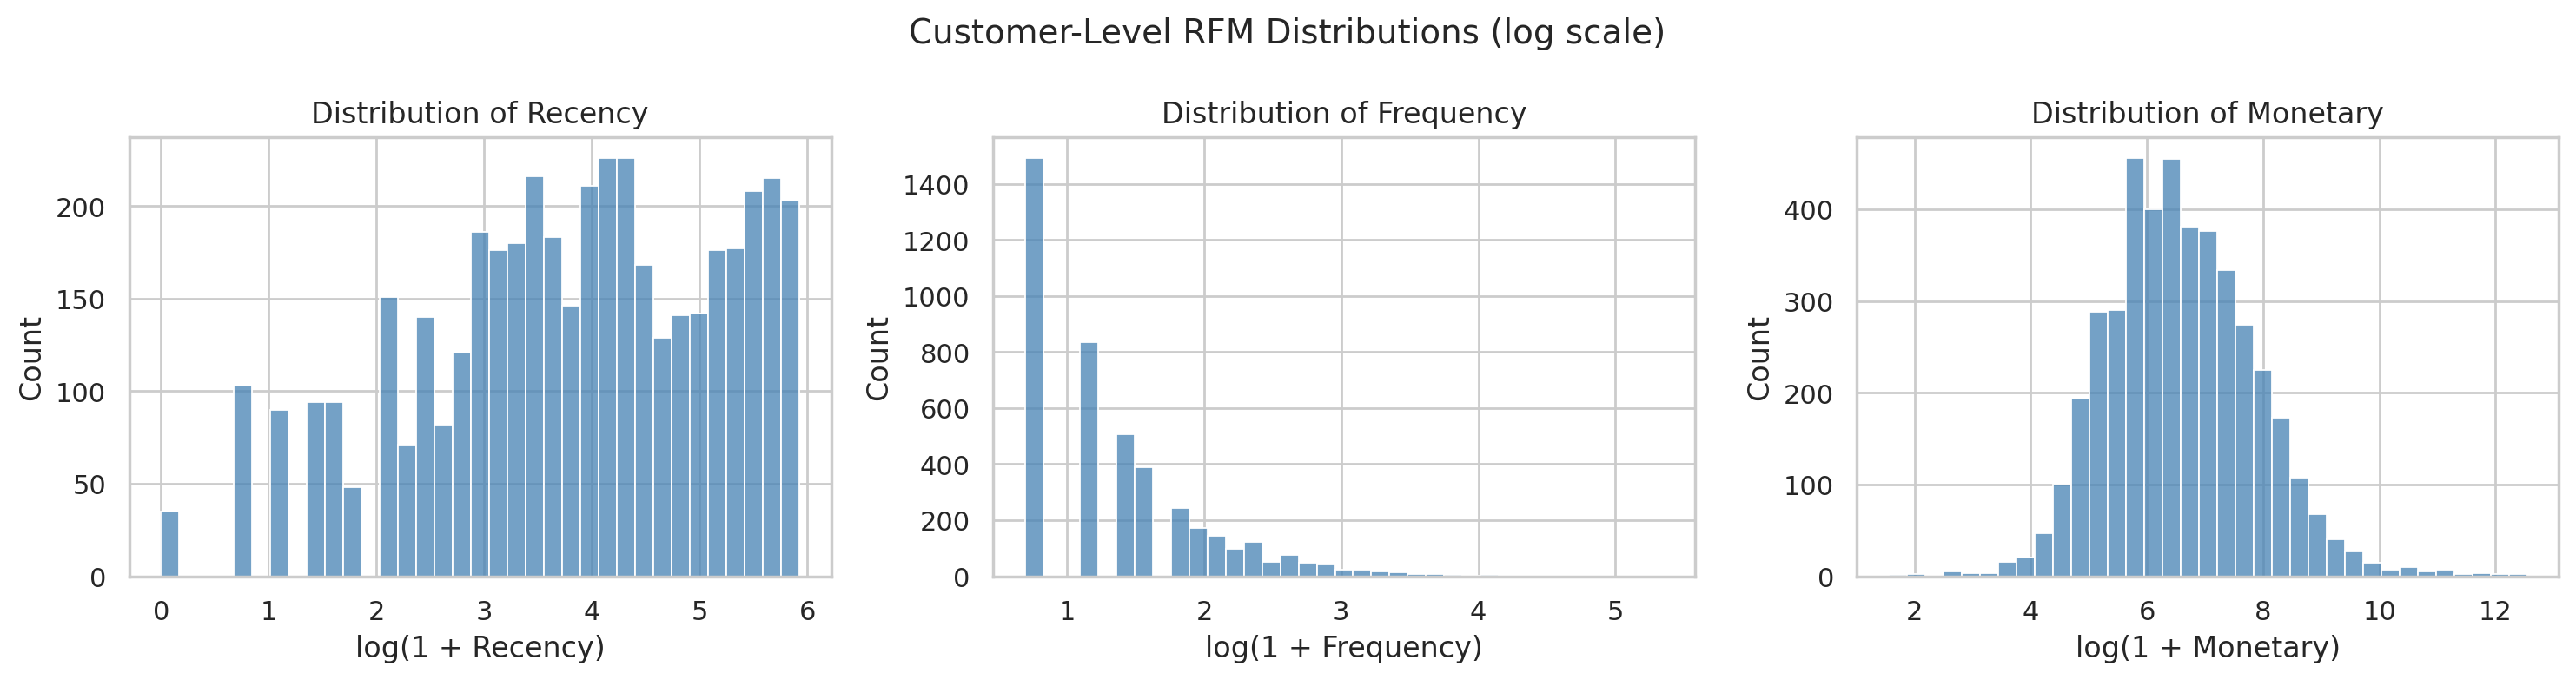 Customer-Level RFM Distributions (log scale)
Distribution of Recency
Count
200
150
100
50
0
0 1 2 3 4 5 6
log(1 + Recency)
Distribution of Frequency
Count
1400
1200
1000
800
600
400
200
0
1 2 3 4 5
log(1 + Frequency)
Distribution of Monetary
Count
400
300
200
100
0
2 4 6 8 10 12
log(1 + Monetary)